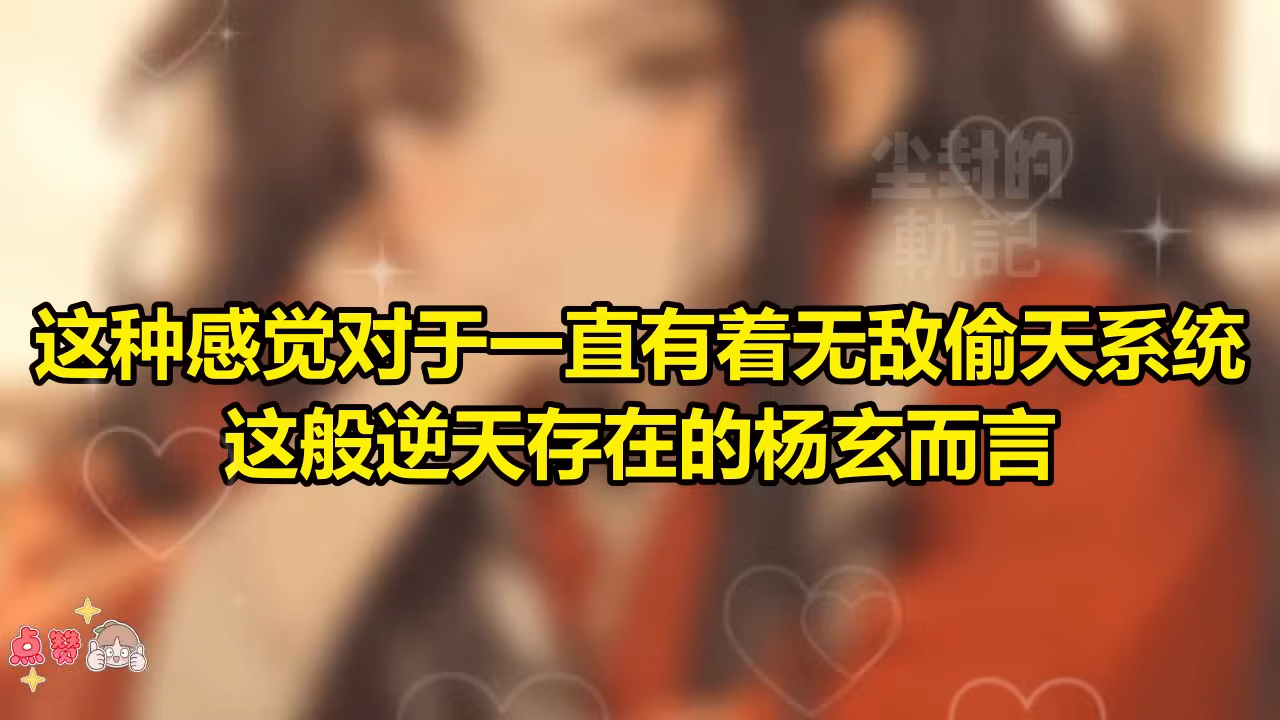 尘封的
軌記
这种感觉对于一直有着无敌偷天系统
这般逆天存在的杨玄而言
点赞